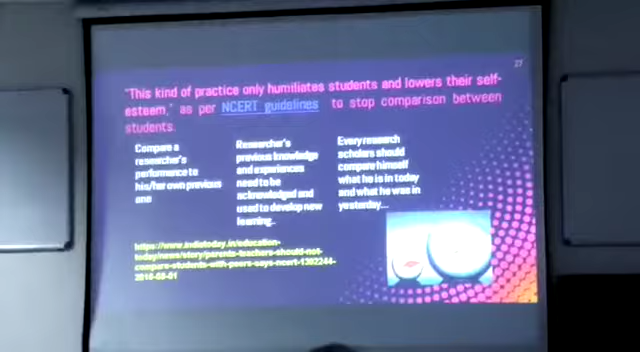 27
"This kind of practice only humiliates students and lowers their self-
esteem," as per NCERT guidelines to stop comparison between
students.
Compare a
researcher's
performance to
his/her own previous
one
Researcher's
previous knowledge
and experiences
need to be
acknowledged and
used to develop new
learning..
Every research
scholars should
compare himself
what he is in today
and what he was in
yesterday...
https://www.indiatoday.in/education-
today/news/story/parents-teachers-should-not-
compare-students-with-peers-says-ncert-1302244-
2018-08-01